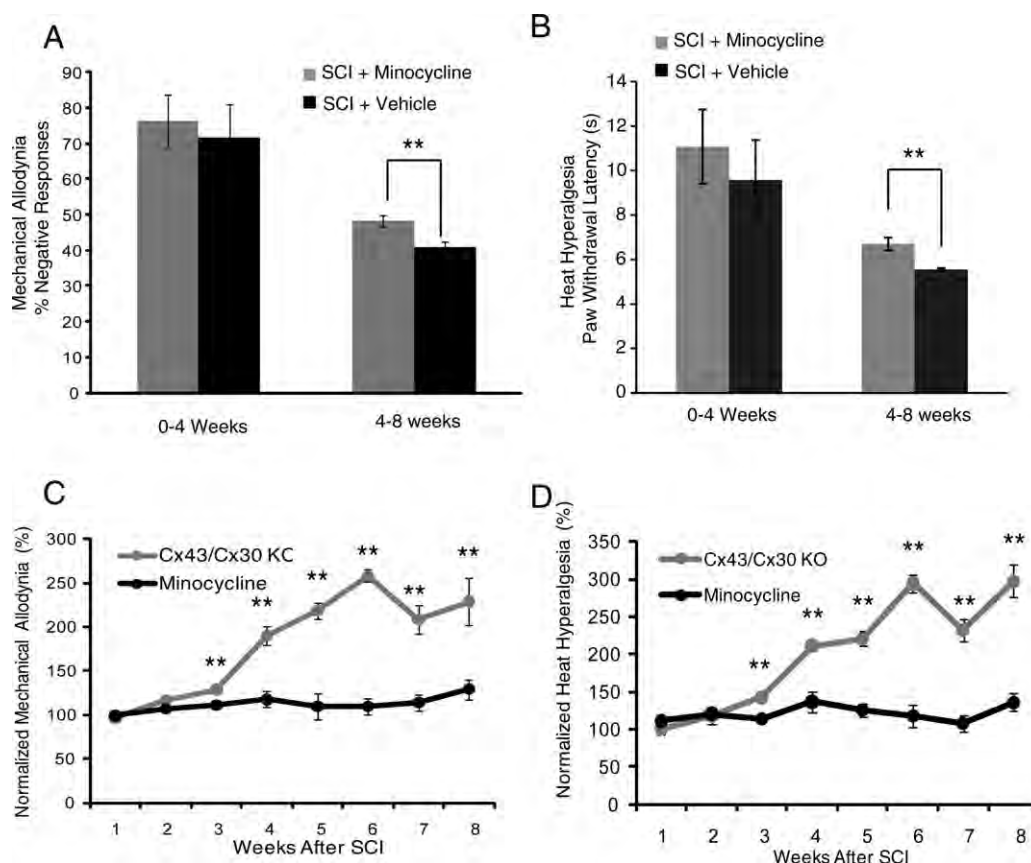 A
SCI + Minocycline
SCI + Vehicle
Mechanical Allodynia
% Negative Responses
90
80
70
60
50
40
30
20
10
0
**
0-4 Weeks
4-8 weeks
B
SCI + Minocycline
SCI + Vehicle
Heat Hyperalgesia
Paw Withdrawal Latency (s)
14
12
10
8
6
4
2
0
**
0-4 Weeks
4-8 weeks
C
Normalized Mechanical Allodynia (%)
300
250
200
150
100
50
0
Cx43/Cx30 KC
Minocycline
** ** ** ** ** **
1 2 3 4 5 6 7 8
Weeks After SCI
D
Normalized Heat Hyperalgesia (%)
350
300
250
200
150
100
50
0
Cx43/Cx30 KO
Minocycline
** ** ** ** ** **
1 2 3 4 5 6 7 8
Weeks After SCI